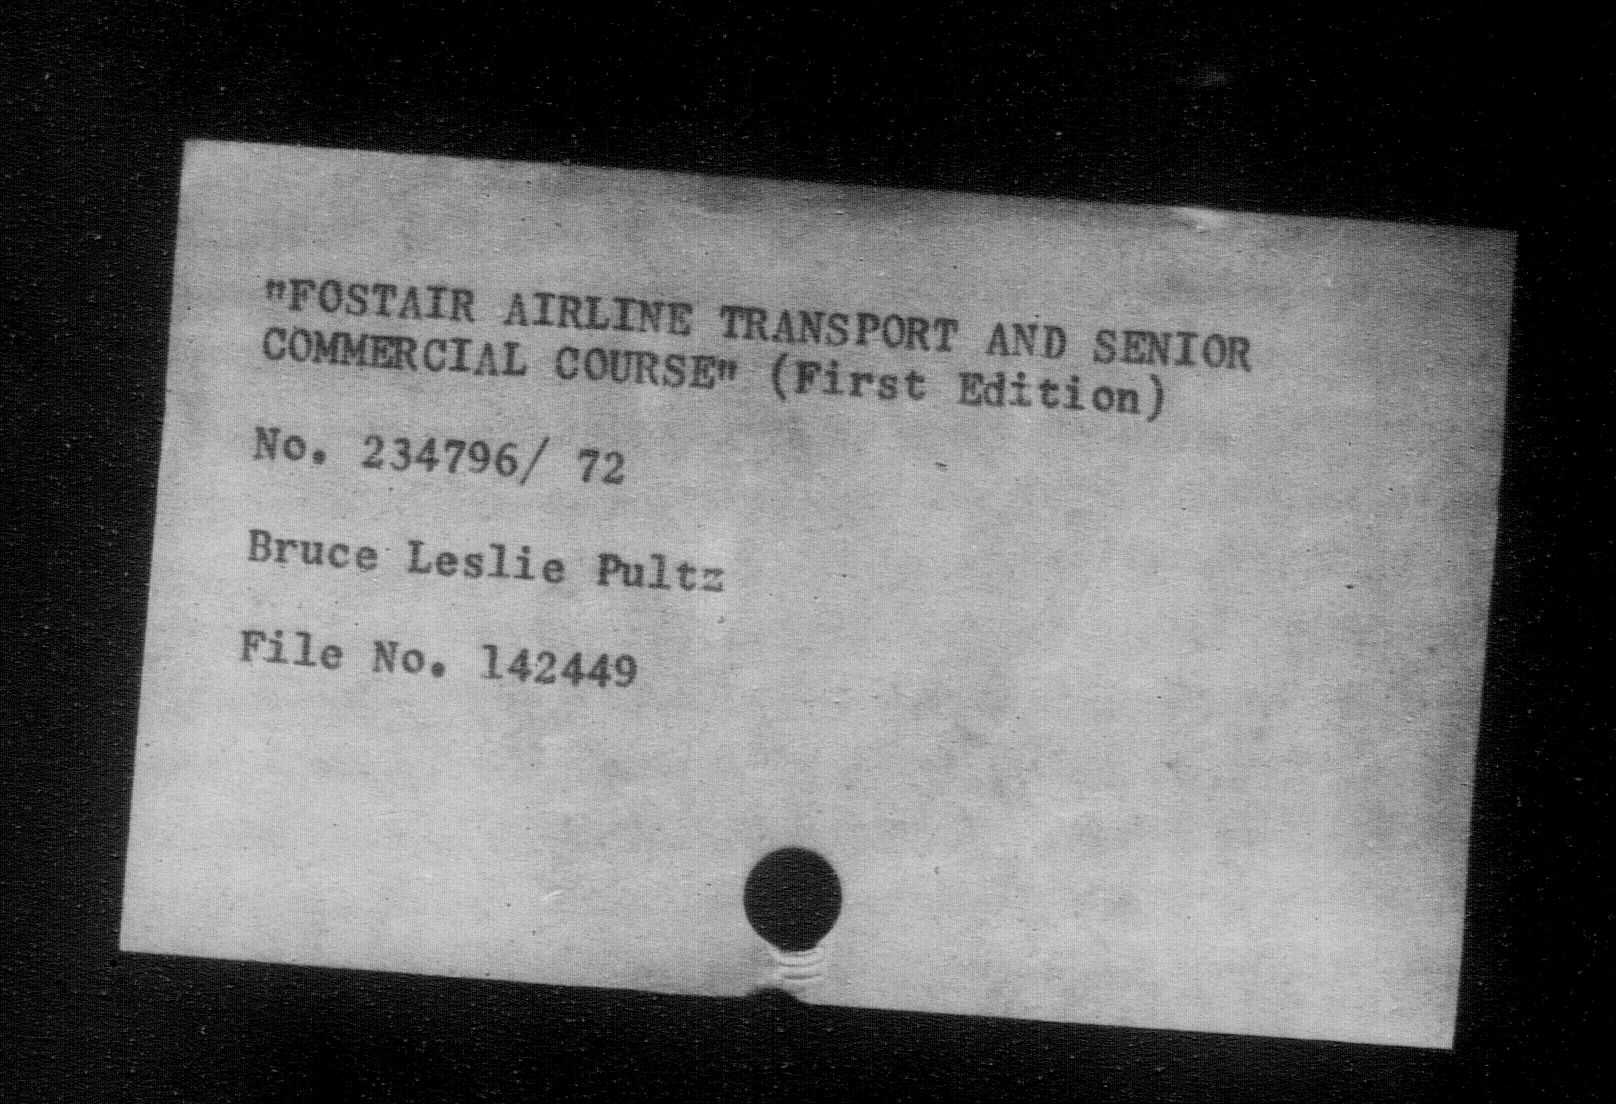 "FOSTAIR AIRLINE TRANSPORT AND SENIOR
COMMERCIAL COURSE" (First Edition)
No. 234796/ 72
Bruce Leslie Pultz
File No. 142449